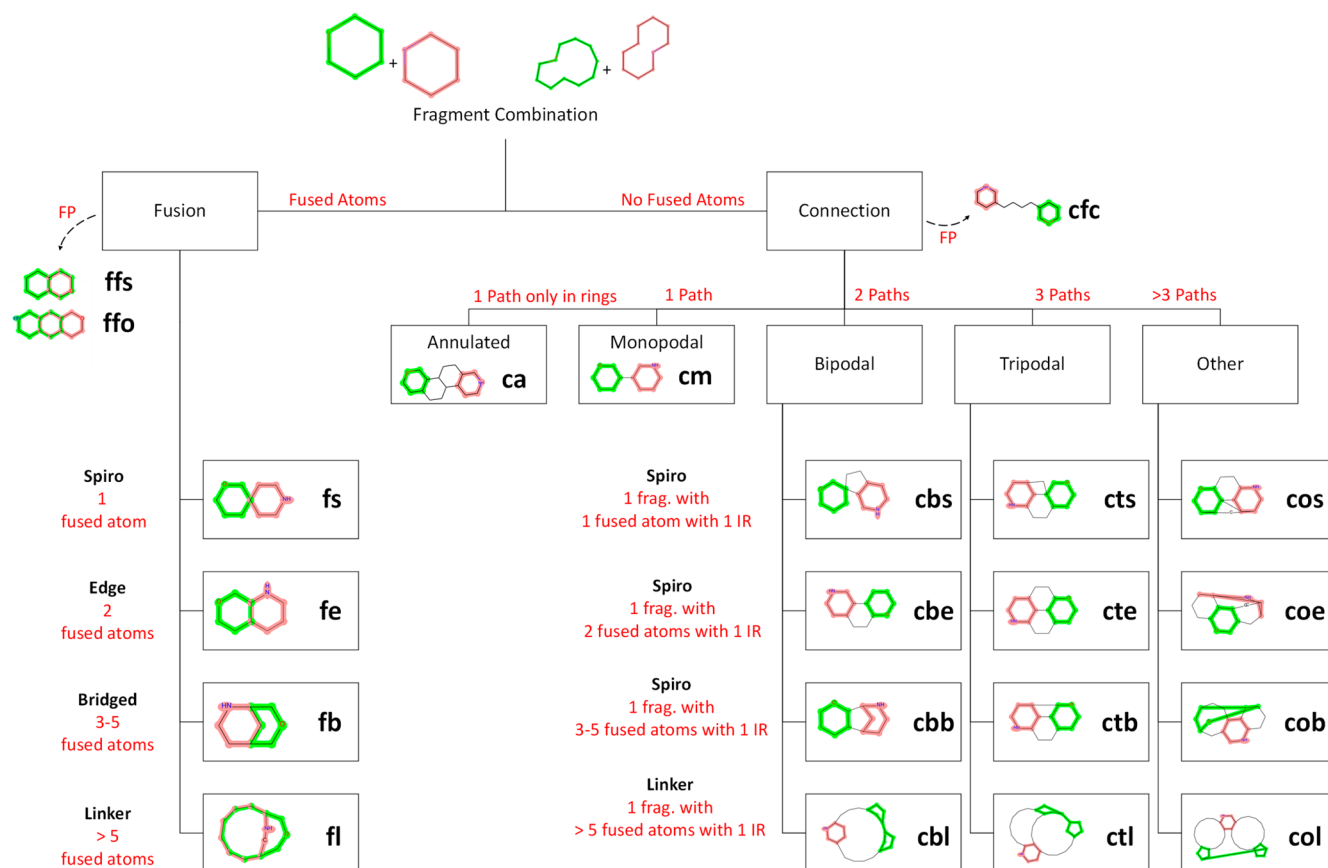 +
+
Fragment Combination
Fusion
Fused Atoms
No Fused Atoms
Connection
cfc
FP
FP
ffs
ffo
1 Path only in rings
1 Path
2 Paths
3 Paths
>3 Paths
Annulated
ca
Monopodal
cm
Bipodal
Tripodal
Other
Spiro
1
fused atom
NH
fs
Spiro
1 frag. with
1 fused atom with 1 IR
cbs
cts
cos
Edge
2
fused atoms
fe
Spiro
1 frag. with
2 fused atoms with 1 IR
cbe
cte
coe
Bridged
3-5
fused atoms
HN
fb
Spiro
1 frag. with
3-5 fused atoms with 1 IR
NH
cbb
ctb
cob
Linker
> 5
fused atoms
fl
Linker
1 frag. with
> 5 fused atoms with 1 IR
cbl
ctl
col